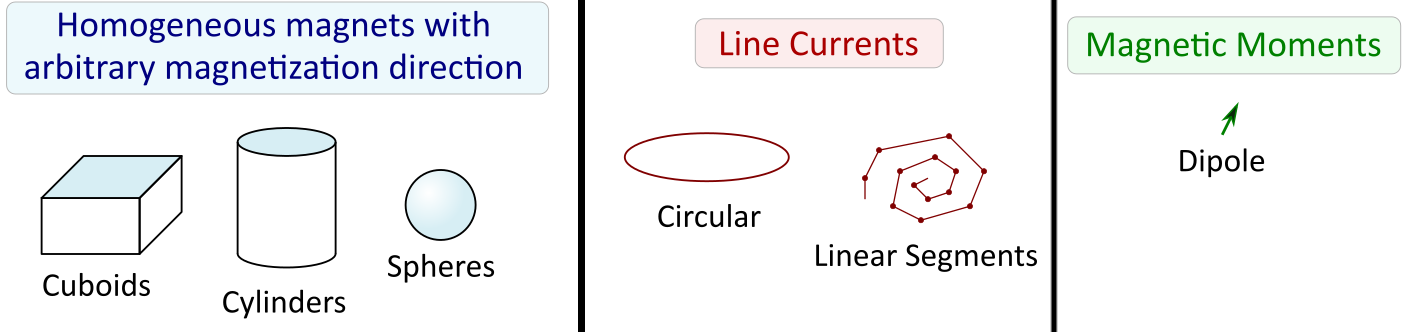 Homogeneous magnets with
arbitrary magnetization direction
Cuboids
Cylinders
Spheres
Line Currents
Circular
Linear Segments
Magnetic Moments
Dipole